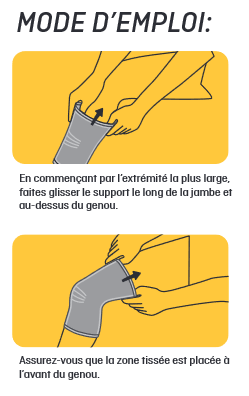 MODE D’EMPLOI:
En commençant par l’extrémité la plus large,
faites glisser le support le long de la jambe et
au-dessus du genou.
Assurez-vous que la zone tissée est placée à
l’avant du genou.